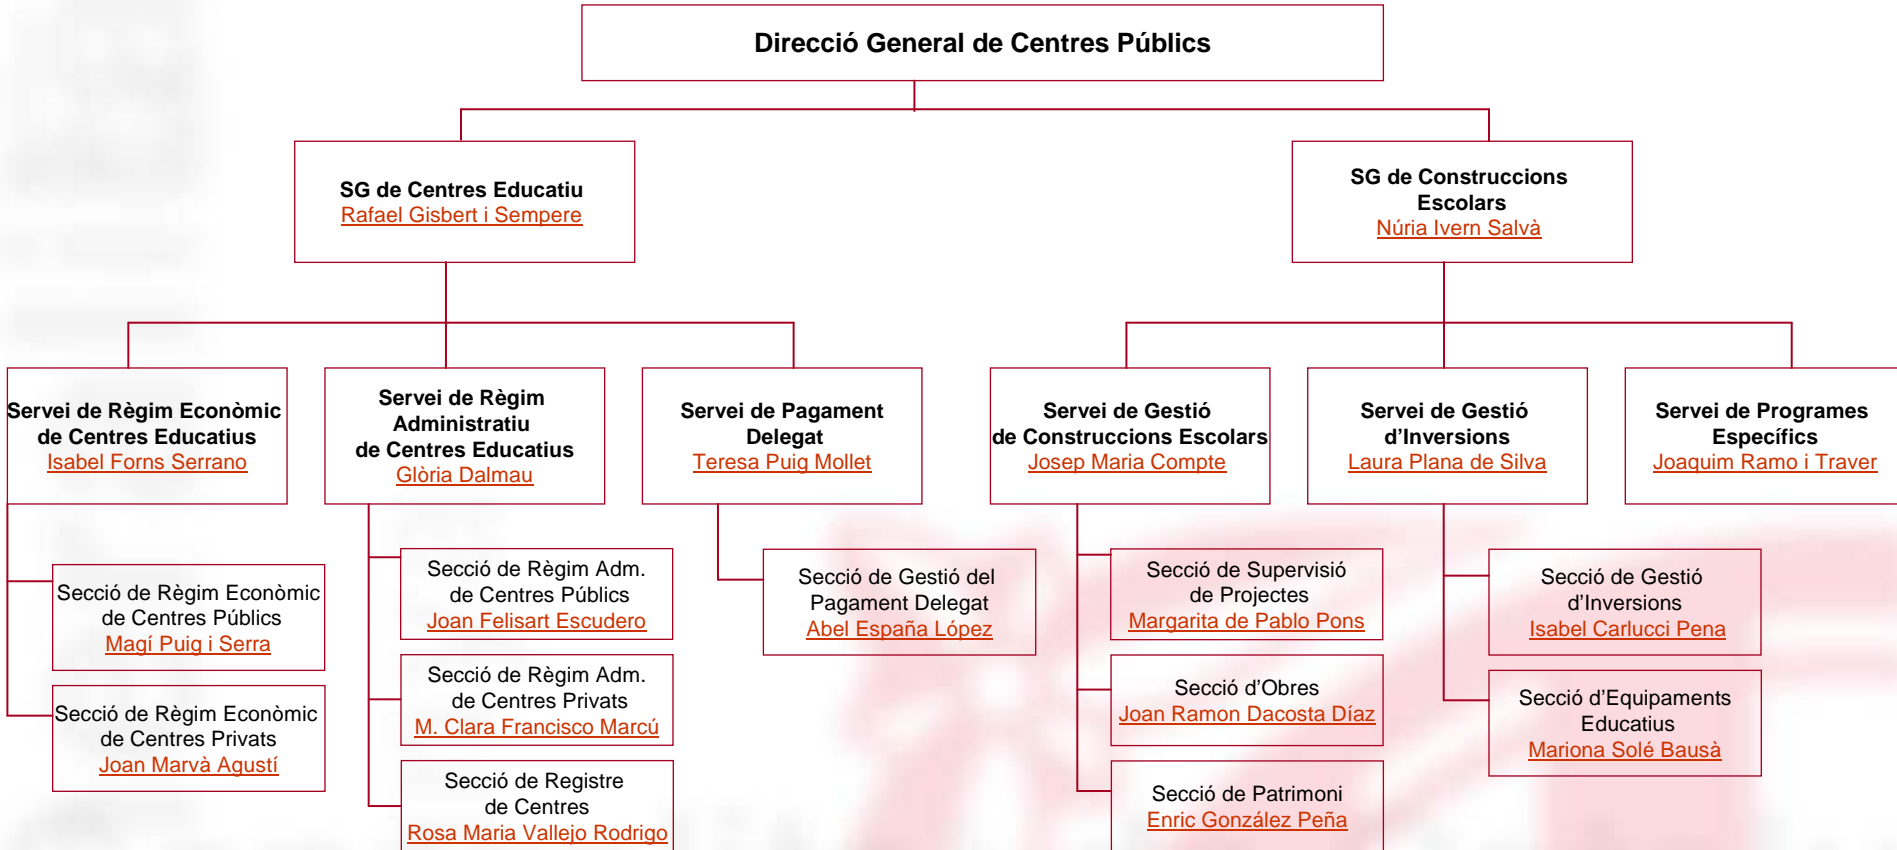 Direcció General de Centres Públics
SG de Centres Educatiu
Rafael Gisbert i Sempere
SG de Construccions
Escolars
Núria Ivern Salvà
Servei de Règim Econòmic
de Centres Educatius
Isabel Forns Serrano
Servei de Règim
Administratiu
de Centres Educatius
Glòria Dalmau
Servei de Pagament
Delegat
Teresa Puig Mollet
Servei de Gestió
de Construccions Escolars
Josep Maria Compte
Servei de Gestió
d’Inversions
Laura Plana de Silva
Servei de Programes
Específics
Joaquim Ramo i Traver
Secció de Règim Econòmic
de Centres Públics
Magí Puig i Serra
Secció de Règim Econòmic
de Centres Privats
Joan Marvà Agustí
Secció de Règim Adm.
de Centres Públics
Joan Felisart Escudero
Secció de Règim Adm.
de Centres Privats
M. Clara Francisco Marcú
Secció de Registre
de Centres
Rosa Maria Vallejo Rodrigo
Secció de Gestió del
Pagament Delegat
Abel España López
Secció de Supervisió
de Projectes
Margarita de Pablo Pons
Secció d’Obres
Joan Ramon Dacosta Díaz
Secció de Patrimoni
Enric González Peña
Secció de Gestió
d’Inversions
Isabel Carlucci Pena
Secció d’Equipaments
Educatius
Mariona Solé Bausà